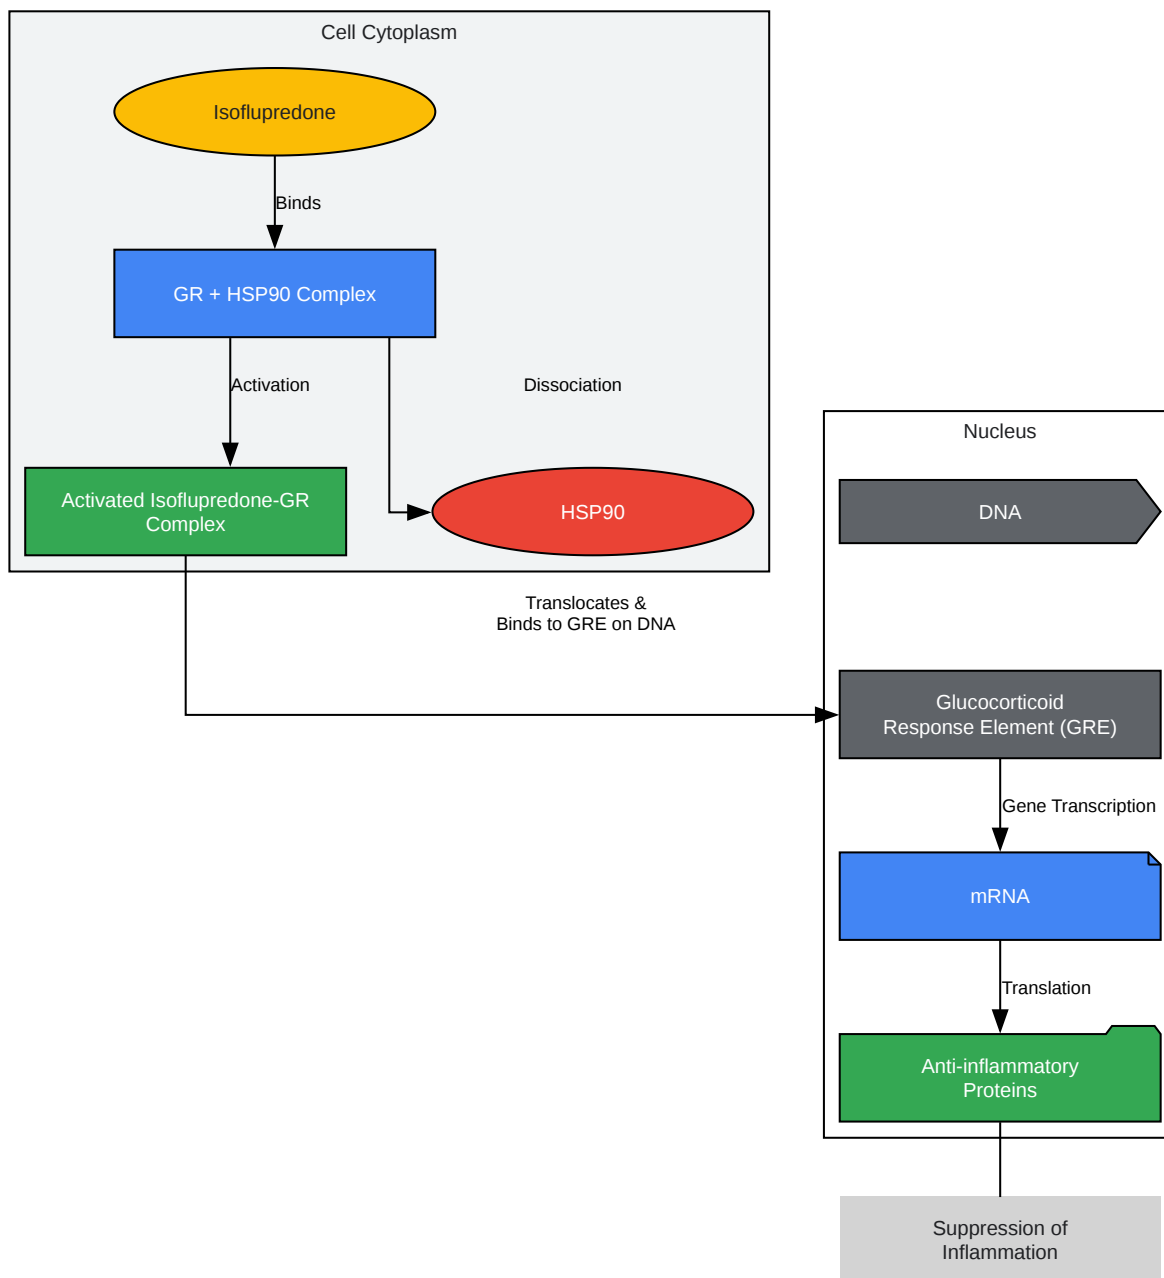 Cell Cytoplasm
Isoflupredone
Binds
GR + HSP90 Complex
Activation
Dissociation
Activated Isoflupredone-GR
Complex
HSP90
Translocates &
Binds to GRE on DNA
Nucleus
DNA
Glucocorticoid
Response Element (GRE)
Gene Transcription
mRNA
Translation
Anti-inflammatory
Proteins
Suppression of
Inflammation